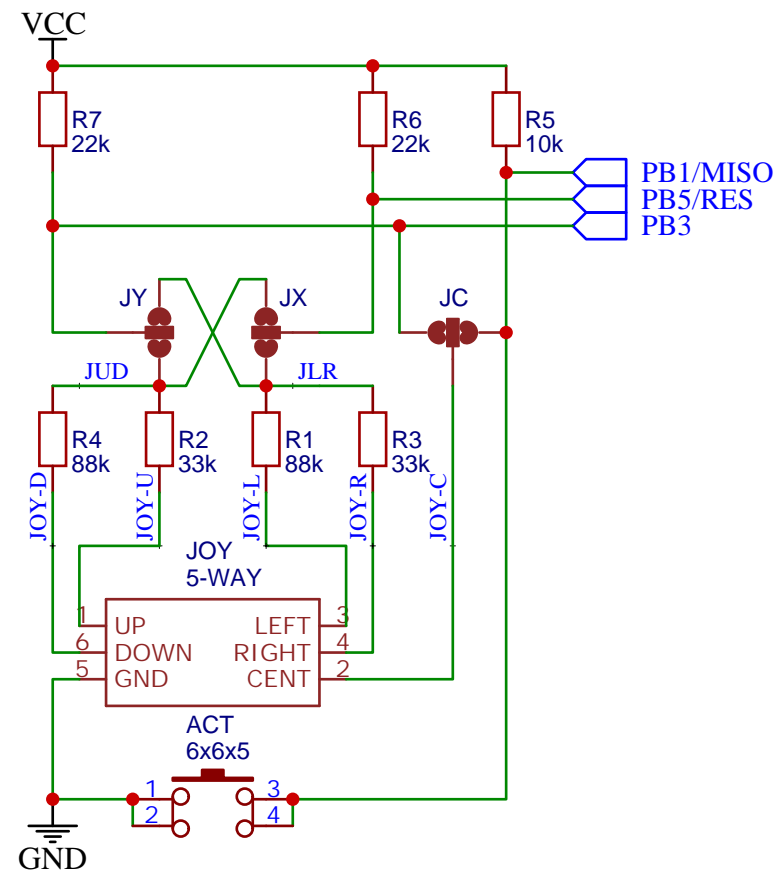 VCC
R7
22k
R6
22k
R5
10k
PB1/MISO
PB5/RES
PB3
JY
JX
JC
JUD
JLR
R4
88k
R2
33k
R1
88k
R3
33k
JOY-D
JOY-U
JOY-L
JOY-R
JOY-C
JOY
5-WAY
1
UP
LEFT
3
6
DOWN
RIGHT
4
5
GND
CENT
2
ACT
6x6x5
1
3
2
4
GND